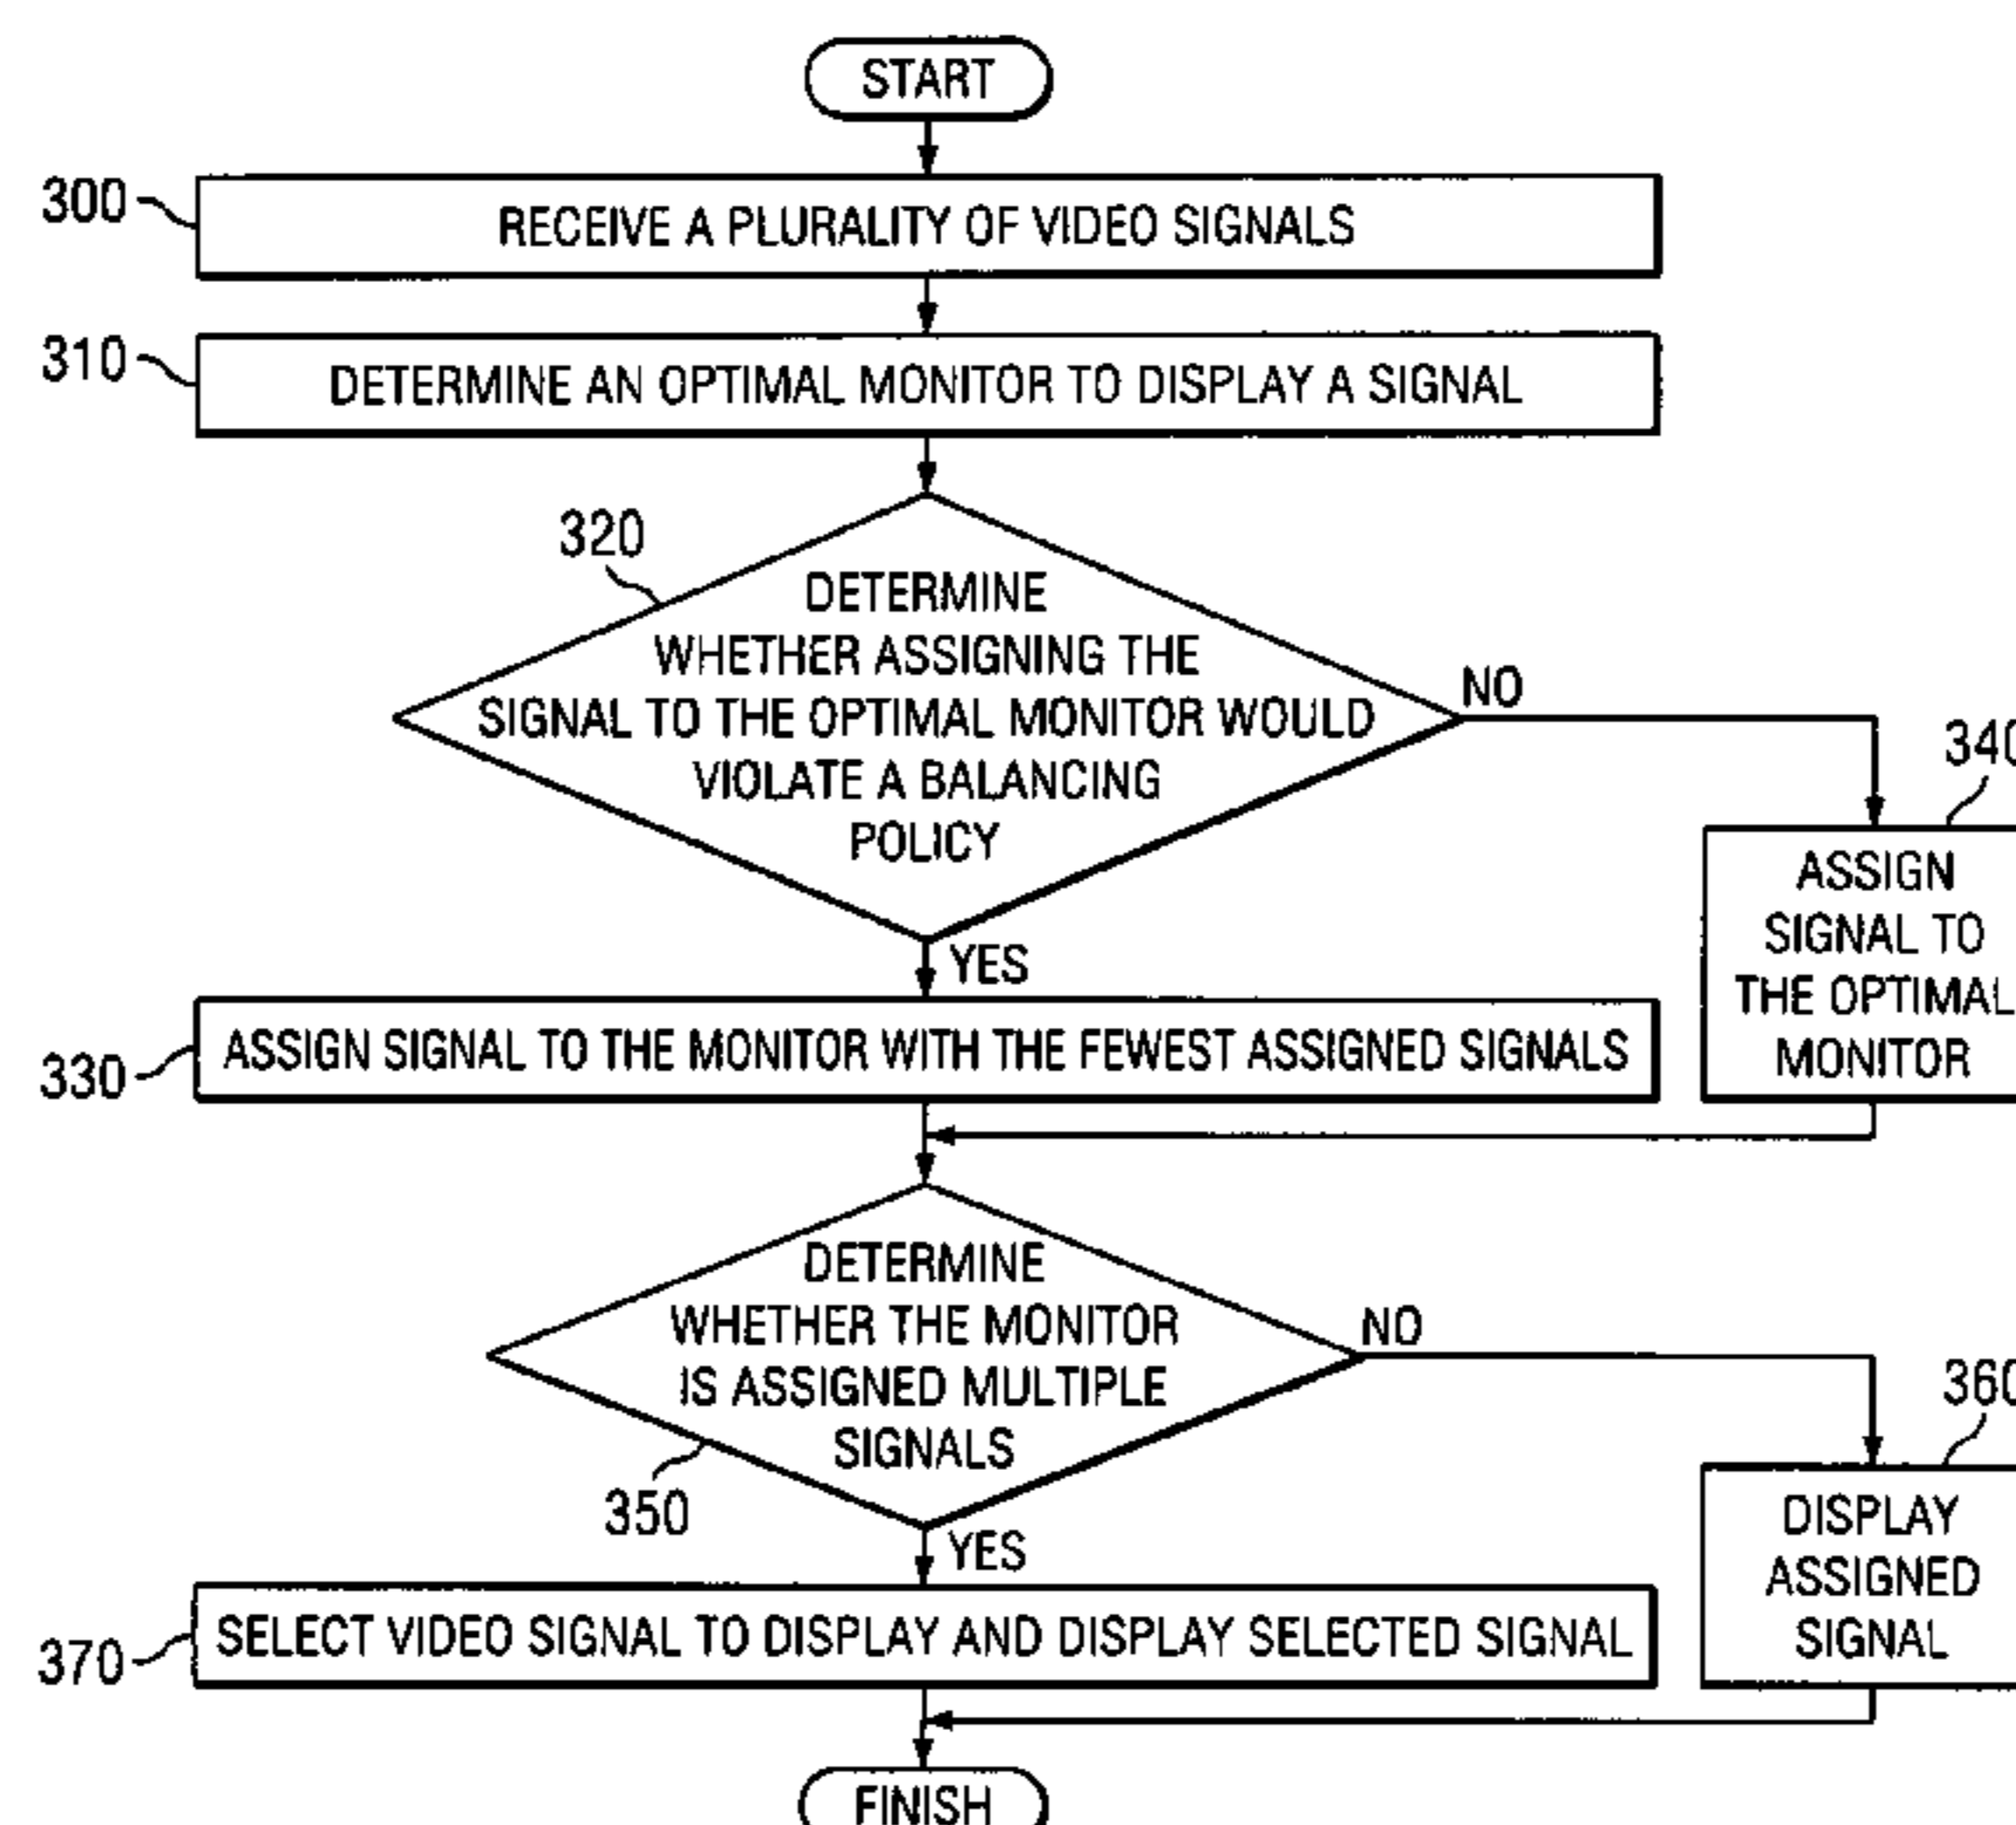 START
300
RECEIVE A PLURALITY OF VIDEO SIGNALS
310
DETERMINE AN OPTIMAL MONITOR TO DISPLAY A SIGNAL
320
DETERMINE
WHETHER ASSIGNING THE
SIGNAL TO THE OPTIMAL MONITOR WOULD
VIOLATE A BALANCING
POLICY
NO
340
ASSIGN
SIGNAL TO
THE OPTIMAL
MONITOR
YES
330
ASSIGN SIGNAL TO THE MONITOR WITH THE FEWEST ASSIGNED SIGNALS
DETERMINE
WHETHER THE MONITOR
IS ASSIGNED MULTIPLE
SIGNALS
350
NO
360
DISPLAY
ASSIGNED
SIGNAL
YES
370
SELECT VIDEO SIGNAL TO DISPLAY AND DISPLAY SELECTED SIGNAL
FINISH